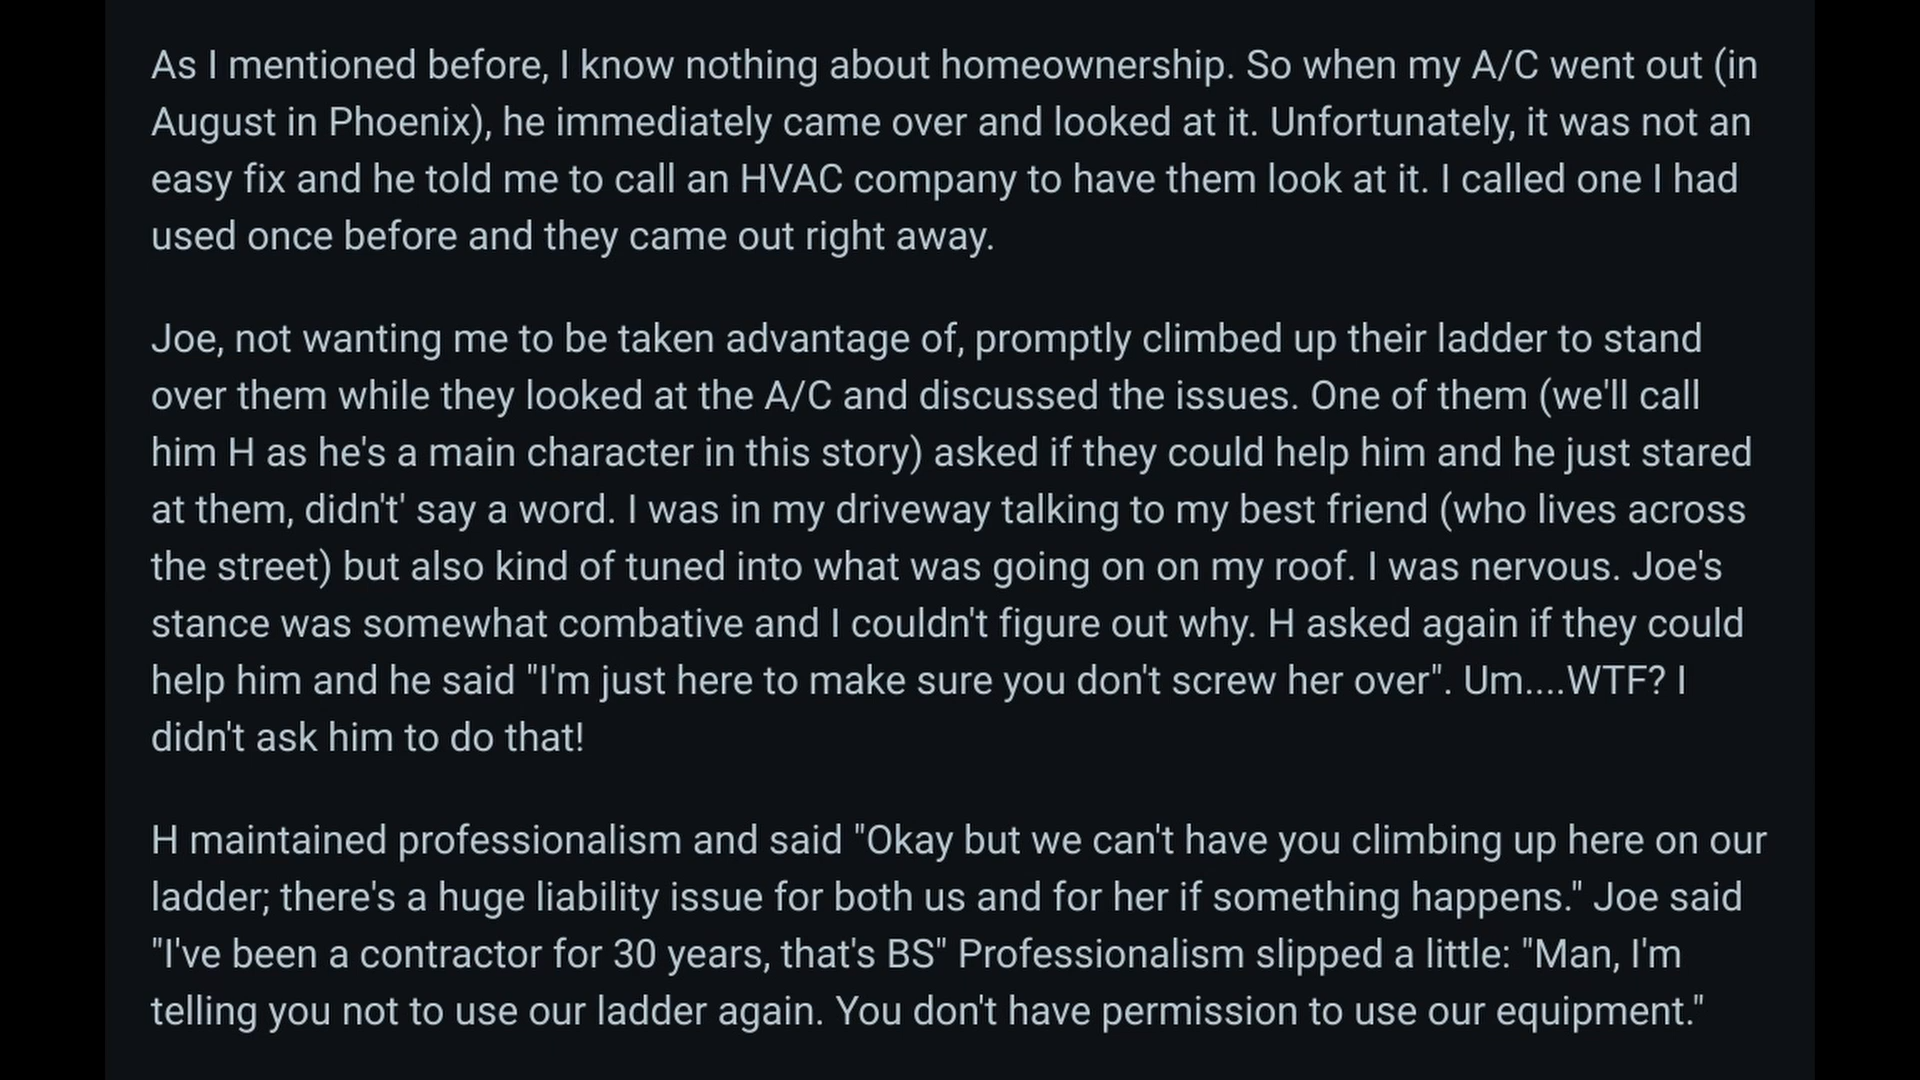 As I mentioned before, I know nothing about homeownership. So when my A/C went out (in
August in Phoenix), he immediately came over and looked at it. Unfortunately, it was not an
easy fix and he told me to call an HVAC company to have them look at it. I called one I had
used once before and they came out right away.
Joe, not wanting me to be taken advantage of, promptly climbed up their ladder to stand
over them while they looked at the A/C and discussed the issues. One of them (we'll call
him H as he's a main character in this story) asked if they could help him and he just stared
at them, didn't' say a word. I was in my driveway talking to my best friend (who lives across
the street) but also kind of tuned into what was going on on my roof. I was nervous. Joe's
stance was somewhat combative and I couldn't figure out why. H asked again if they could
help him and he said "I'm just here to make sure you don't screw her over". Um....WTF? I
didn't ask him to do that!
H maintained professionalism and said "Okay but we can't have you climbing up here on our
ladder; there's a huge liability issue for both us and for her if something happens." Joe said
"I've been a contractor for 30 years, that's BS" Professionalism slipped a little: "Man, I'm
telling you not to use our ladder again. You don't have permission to use our equipment."